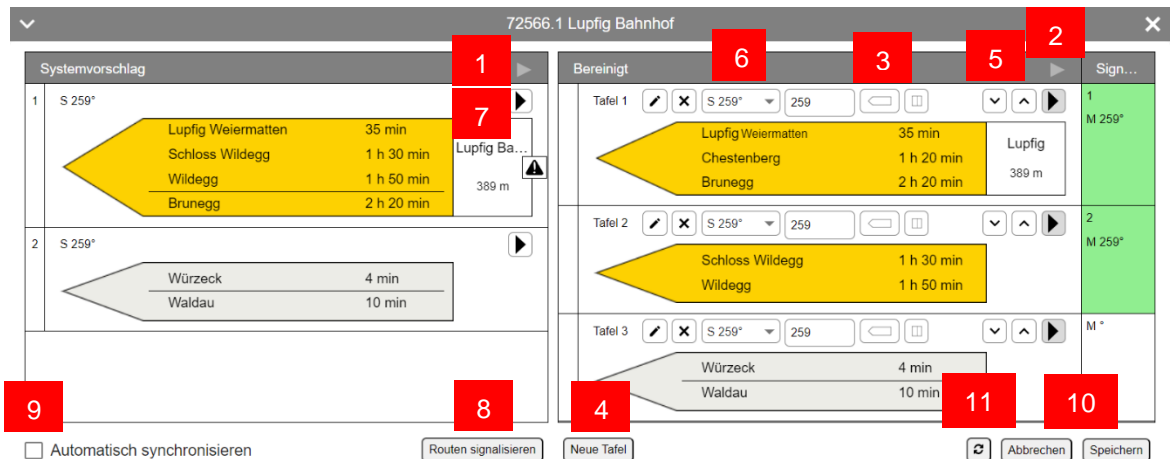 72566.1 Lupfig Bahnhof
2
Systemvorschlag
1
Bereinigt
6
3
5
Sign...
1
S 259°
7
Lupfig Weiermatten 35 min
Schloss Wildegg 1 h 30 min
Wildegg 1 h 50 min
Brunegg 2 h 20 min
Lupfig Ba...
389 m
2
S 259°
Würzeck 4 min
Waldau 10 min
Tafel 1 S 259° 259
Lupfig Weiermatten 35 min
Chestenberg 1 h 20 min
Brunegg 2 h 20 min
Lupfig
389 m
1
M 259°
Tafel 2 S 259° 259
Schloss Wildegg 1 h 30 min
Wildegg 1 h 50 min
2
M 259°
Tafel 3 S 259° 259
Würzeck 4 min
Waldau 10 min
M °
9
8
4
11
10
Automatisch synchronisieren
Routen signalisieren
Neue Tafel
Abbrechen
Speichern